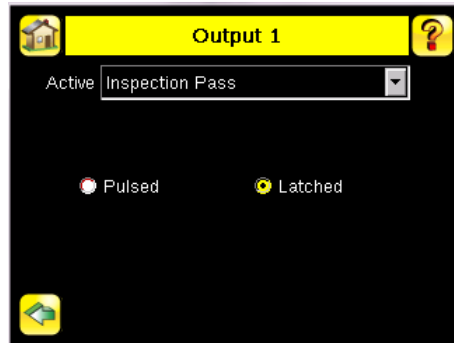 Output 1
Active Inspection Pass
Pulsed Latched